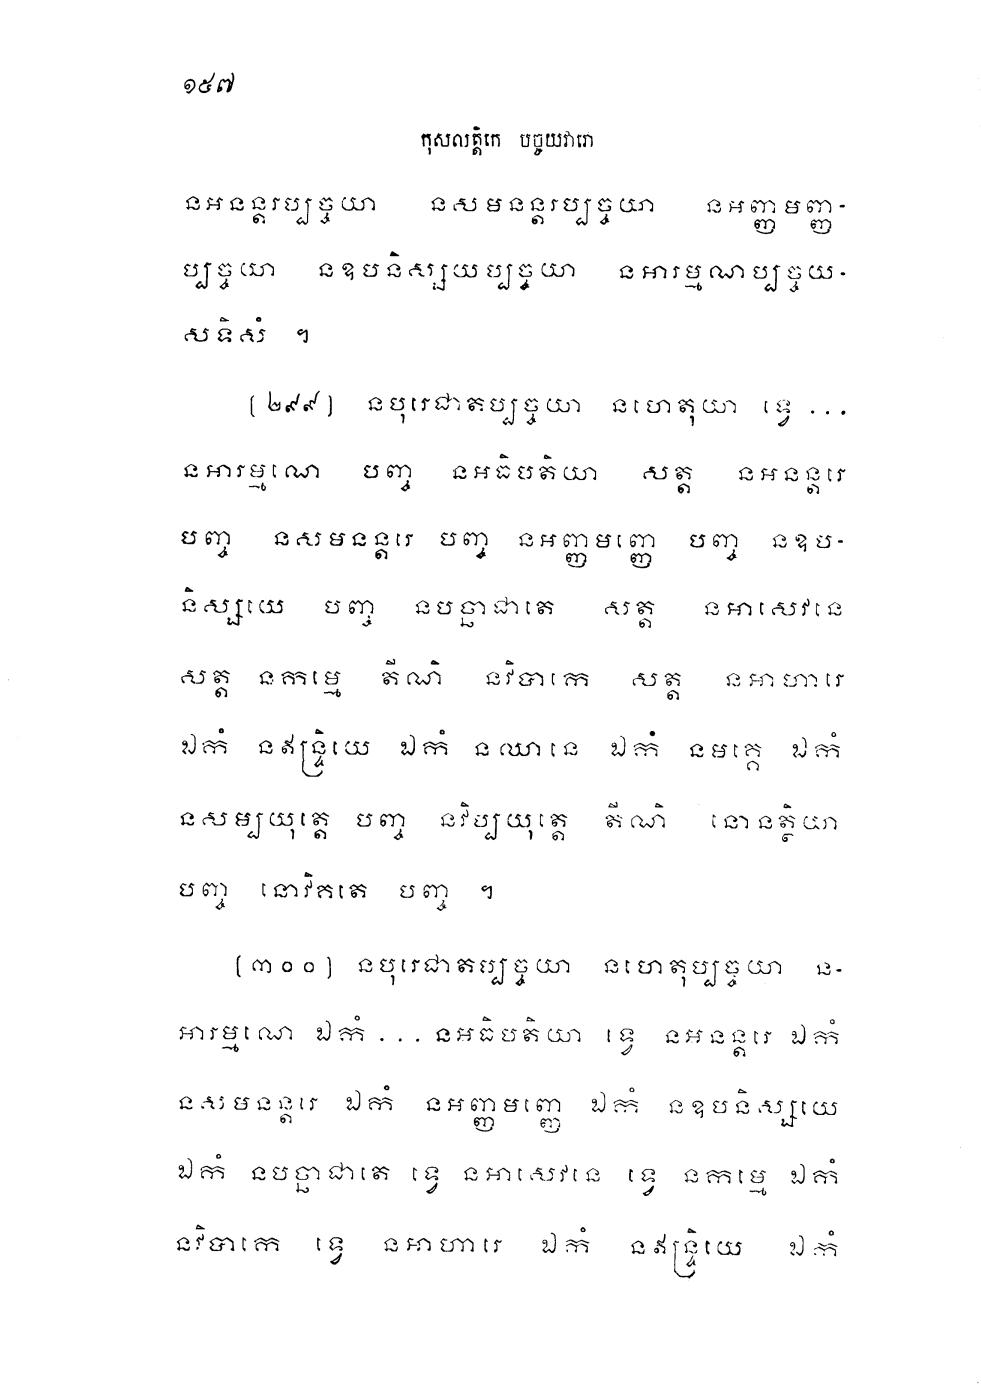 ១៥៧
កុសលត្តិកេ បច្ចយវារោ
នអនន្តរប្បច្ចយា នសមនន្តរប្បច្ចយា នអញ្ញមញ្ញ-
ប្បច្ចយា នឧបនិស្សយប្បច្ចយា នអារម្មណប្បច្ចយ-
សទិសំ ។
[២៩៩] នបុរេជាតប្បច្ចយា នហេតុយា ទ្វេ ...
នអារម្មណេ បញ្ច នអធិបតិយា សត្ត នអនន្តរេ
បញ្ច នសមនន្តរេ បញ្ច នអញ្ញមញ្ញេ បញ្ច នឧប-
និស្សយេ បញ្ច នបច្ឆាជាតេ សត្ត នអាសេវនេ
សត្ត នកម្មេ តីណិ នវិបាកេ សត្ត នអាហារេ
ឯកំ នឥន្ទ្រិយេ ឯកំ នឈានេ ឯកំ នមគ្គេ ឯកំ
នសម្បយុត្តេ បញ្ច នវិប្បយុត្តេ តីណិ នោនត្ថិយា
បញ្ច នោវិគតេ បញ្ច ។
[៣០០] នបុរេជាតប្បច្ចយា នហេតុប្បច្ចយា ន-
អារម្មណេ ឯកំ ... នអធិបតិយា ទ្វេ នអនន្តរេ ឯកំ
នសមនន្តរេ ឯកំ នអញ្ញមញ្ញេ ឯកំ នឧបនិស្សយេ
ឯកំ នបច្ឆាជាតេ ទ្វេ នអាសេវនេ ទ្វេ នកម្មេ ឯកំ
នវិបាកេ ទ្វេ នអាហារេ ឯកំ នឥន្ទ្រិយេ ឯកំ